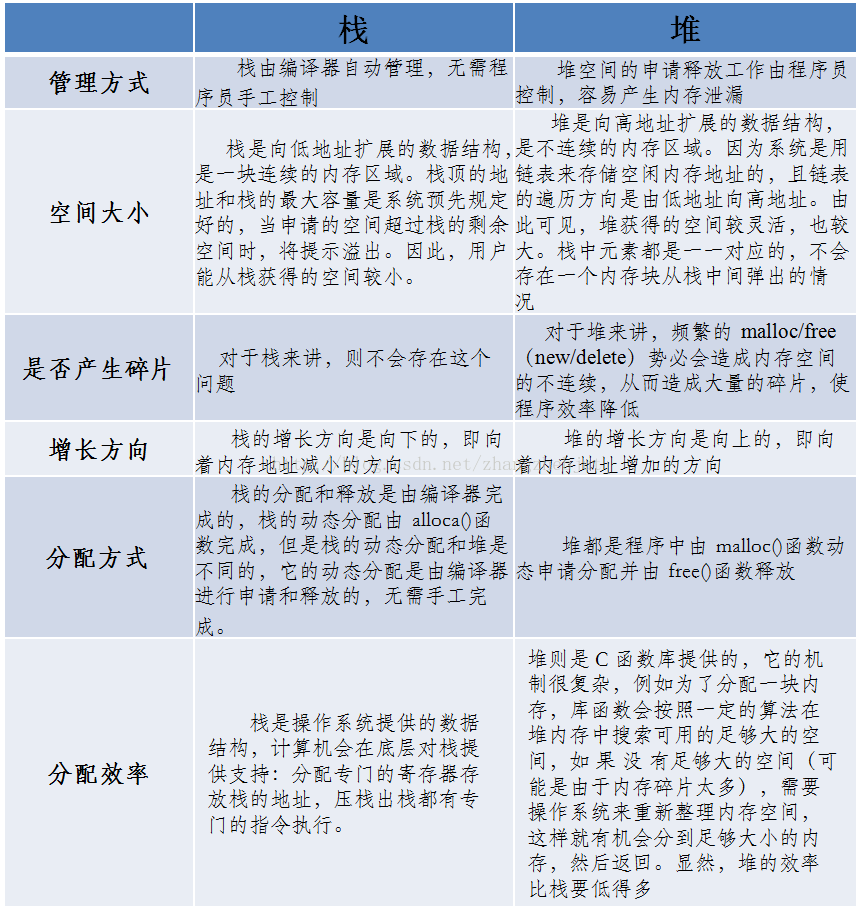 栈
堆
管理方式
栈由编译器自动管理，无需程
序员手工控制
堆空间的申请释放工作由程序员
控制，容易产生内存泄漏
空间大小
栈是向低地址扩展的数据结构，
是一块连续的内存区域。栈顶的地
址和栈的最大容量是系统预先规定
好的，当申请的空间超过栈的剩余
空间时，将提示溢出。因此，用户
能从栈获得的空间较小。
堆是向高地址扩展的数据结构，
是不连续的内存区域。因为系统是用
链表来存储空闲内存地址的，且链表
的遍历方向是由低地址向高地址。由
此可见，堆获得的空间较灵活，也较
大。栈中元素都是一一对应的，不会
存在一个内存块从栈中间弹出的情
况
是否产生碎片
对于栈来讲，则不会存在这个
问题
对于堆来讲，频繁的 malloc/free
（new/delete）势必会造成内存空间
的不连续，从而造成大量的碎片，使
程序效率降低
增长方向
栈的增长方向是向下的，即向
着内存地址减小的方向
堆的增长方向是向上的，即向
着内存地址增加的方向
分配方式
栈的分配和释放是由编译器完
成的，栈的动态分配由 alloca()函
数完成，但是栈的动态分配和堆是
不同的，它的动态分配是由编译器
进行申请和释放的，无需手工完
成。
堆都是程序中由 malloc()函数动
态申请分配并由 free()函数释放
分配效率
栈是操作系统提供的数据
结构，计算机会在底层对栈提
供支持：分配专门的寄存器存
放栈的地址，压栈出栈都有专
门的指令执行。
堆则是 C 函数库提供的，它的机
制很复杂，例如为了分配一块内
存，库函数会按照一定的算法在
堆内存中搜索可用的足够大的空
间，如 果 没 有足够大的空间（可
能是由于内存碎片太多），需要
操作系统来重新整理内存空间，
这样就有机会分到足够大小的内
存，然后返回。显然，堆的效率
比栈要低得多